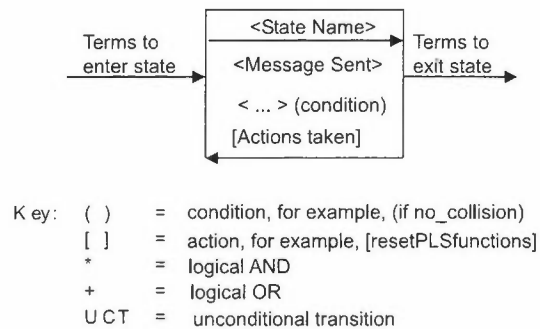 <State Name>
Terms to
enter state
<Message Sent>
Terms to
exit state
< ... > (condition)
[Actions taken]
Key: ( ) = condition, for example, (if no_collision)
[ ] = action, for example, [resetPLSfunctions]
* = logical AND
+ = logical OR
UCT = unconditional transition